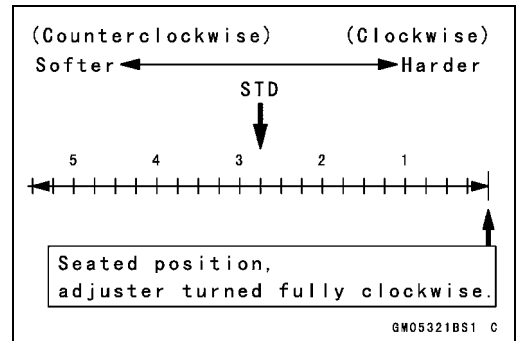 (Counterclockwise) (Clockwise)
Softer Harder
STD
5 4 3 2 1
Seated position,
adjuster turned fully clockwise.
GM05321BS1 C